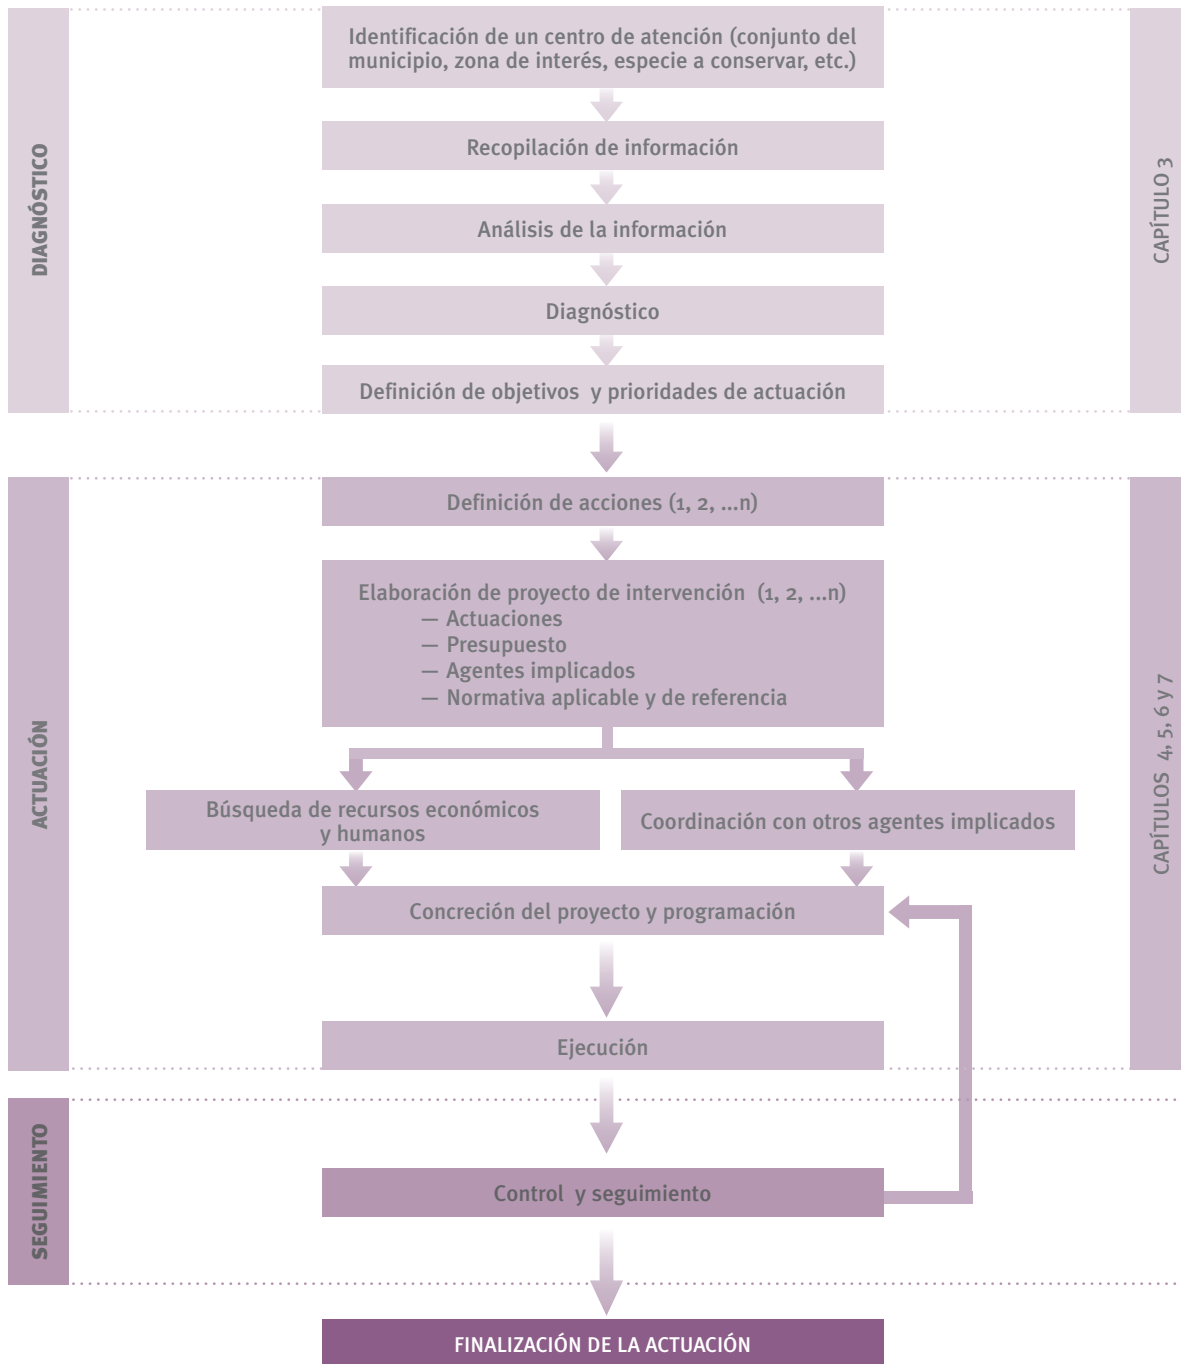 DIAGNÓSTICO
Identificación de un centro de atención (conjunto del
municipio, zona de interés, especie a conservar, etc.)
Recopilación de información
Análisis de la información
Diagnóstico
Definición de objetivos y prioridades de actuación
CAPÍTULO 3
ACTUACIÓN
Definición de acciones (1, 2, ...n)
Elaboración de proyecto de intervención (1, 2, ...n)
— Actuaciones
— Presupuesto
— Agentes implicados
— Normativa aplicable y de referencia
Búsqueda de recursos económicos
y humanos
Coordinación con otros agentes implicados
Concreción del proyecto y programación
Ejecución
CAPÍTULOS 4, 5, 6 y 7
SEGUIMIENTO
Control y seguimiento
FINALIZACIÓN DE LA ACTUACIÓN